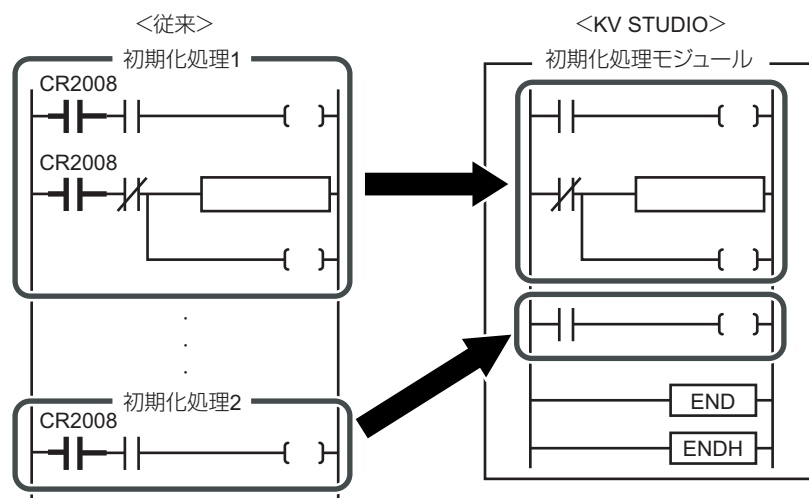 ＜従来＞
初期化処理1
CR2008
CR2008
初期化処理2
CR2008
＜KV STUDIO＞
初期化処理モジュール
END
ENDH